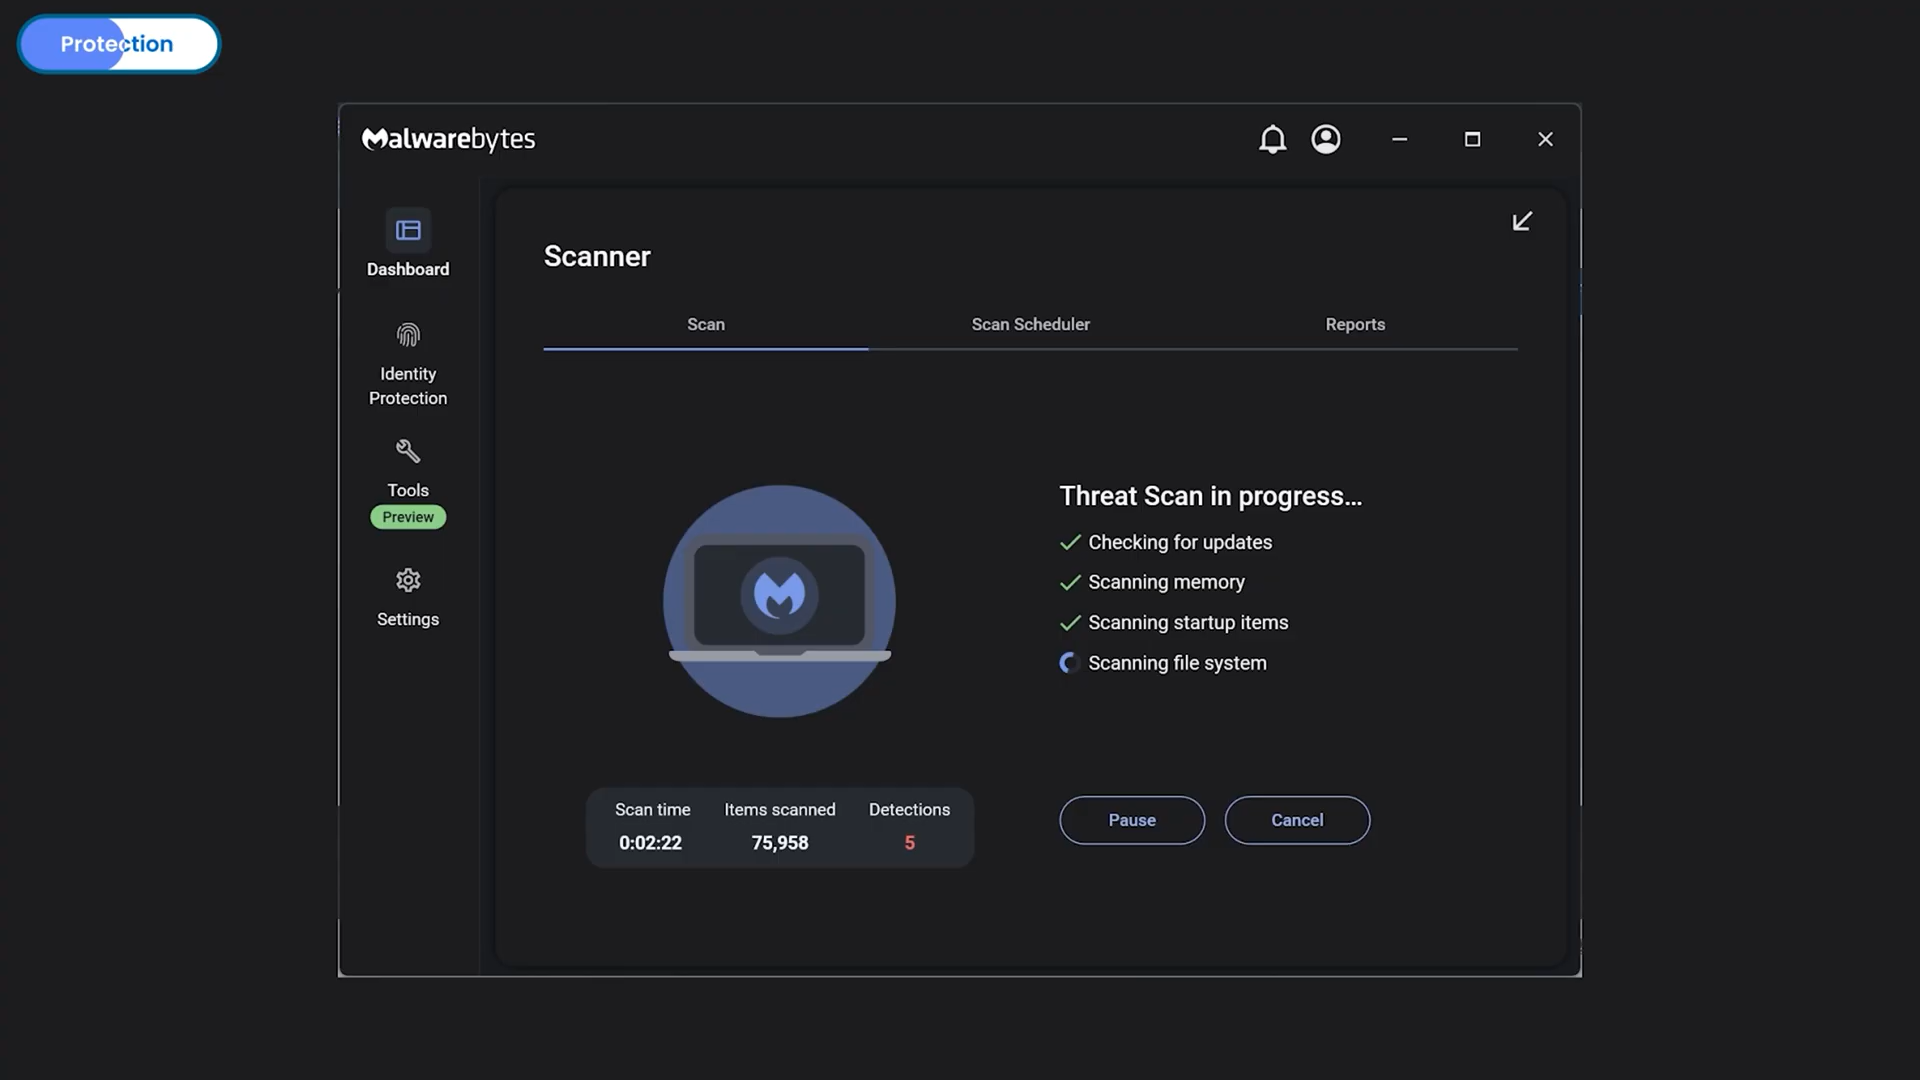 Protection
Malwarebytes
Dashboard
Identity
Protection
Tools
Preview
Settings
Scanner
Scan
Scan Scheduler
Reports
Threat Scan in progress...
Checking for updates
Scanning memory
Scanning startup items
Scanning file system
Scan time Items scanned Detections
0:02:22 75,958 5
Pause
Cancel